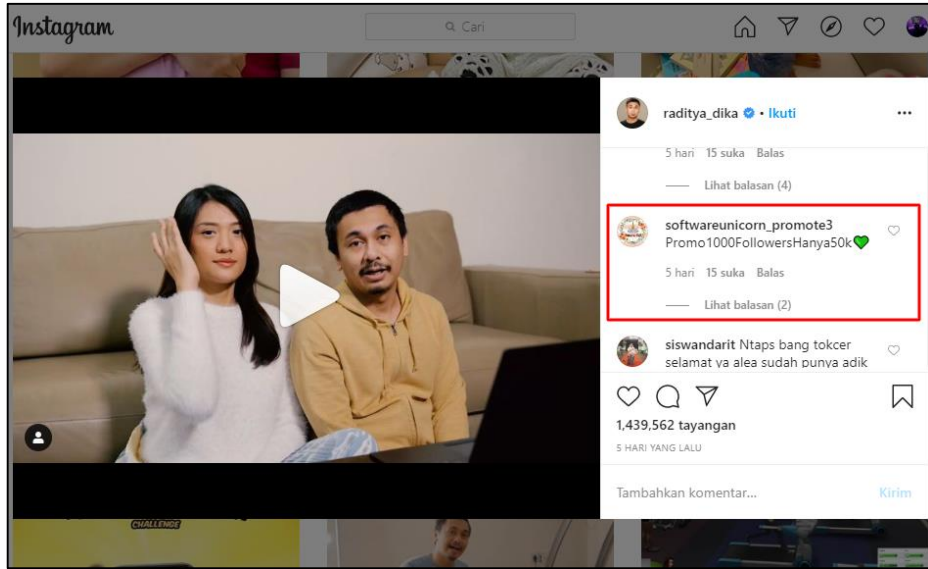 Instagram
Cari
raditya_dika • Ikuti
5 hari 15 suka Balas
Lihat balasan (4)
softwareunicorn_promote3
Promo1000FollowersHanya50k💚
5 hari 15 suka Balas
Lihat balasan (2)
siswandarit Ntaps bang tokcer
selamat ya alea sudah punya adik
1,439,562 tayangan
5 HARI YANG LALU
Tambahkan komentar... Kirim
CHALLENGE